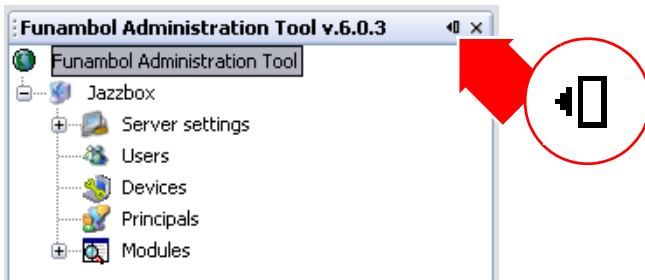 Funambol Administration Tool v.6.0.3
Funambol Administration Tool
Jazzbox
Server settings
Users
Devices
Principals
Modules